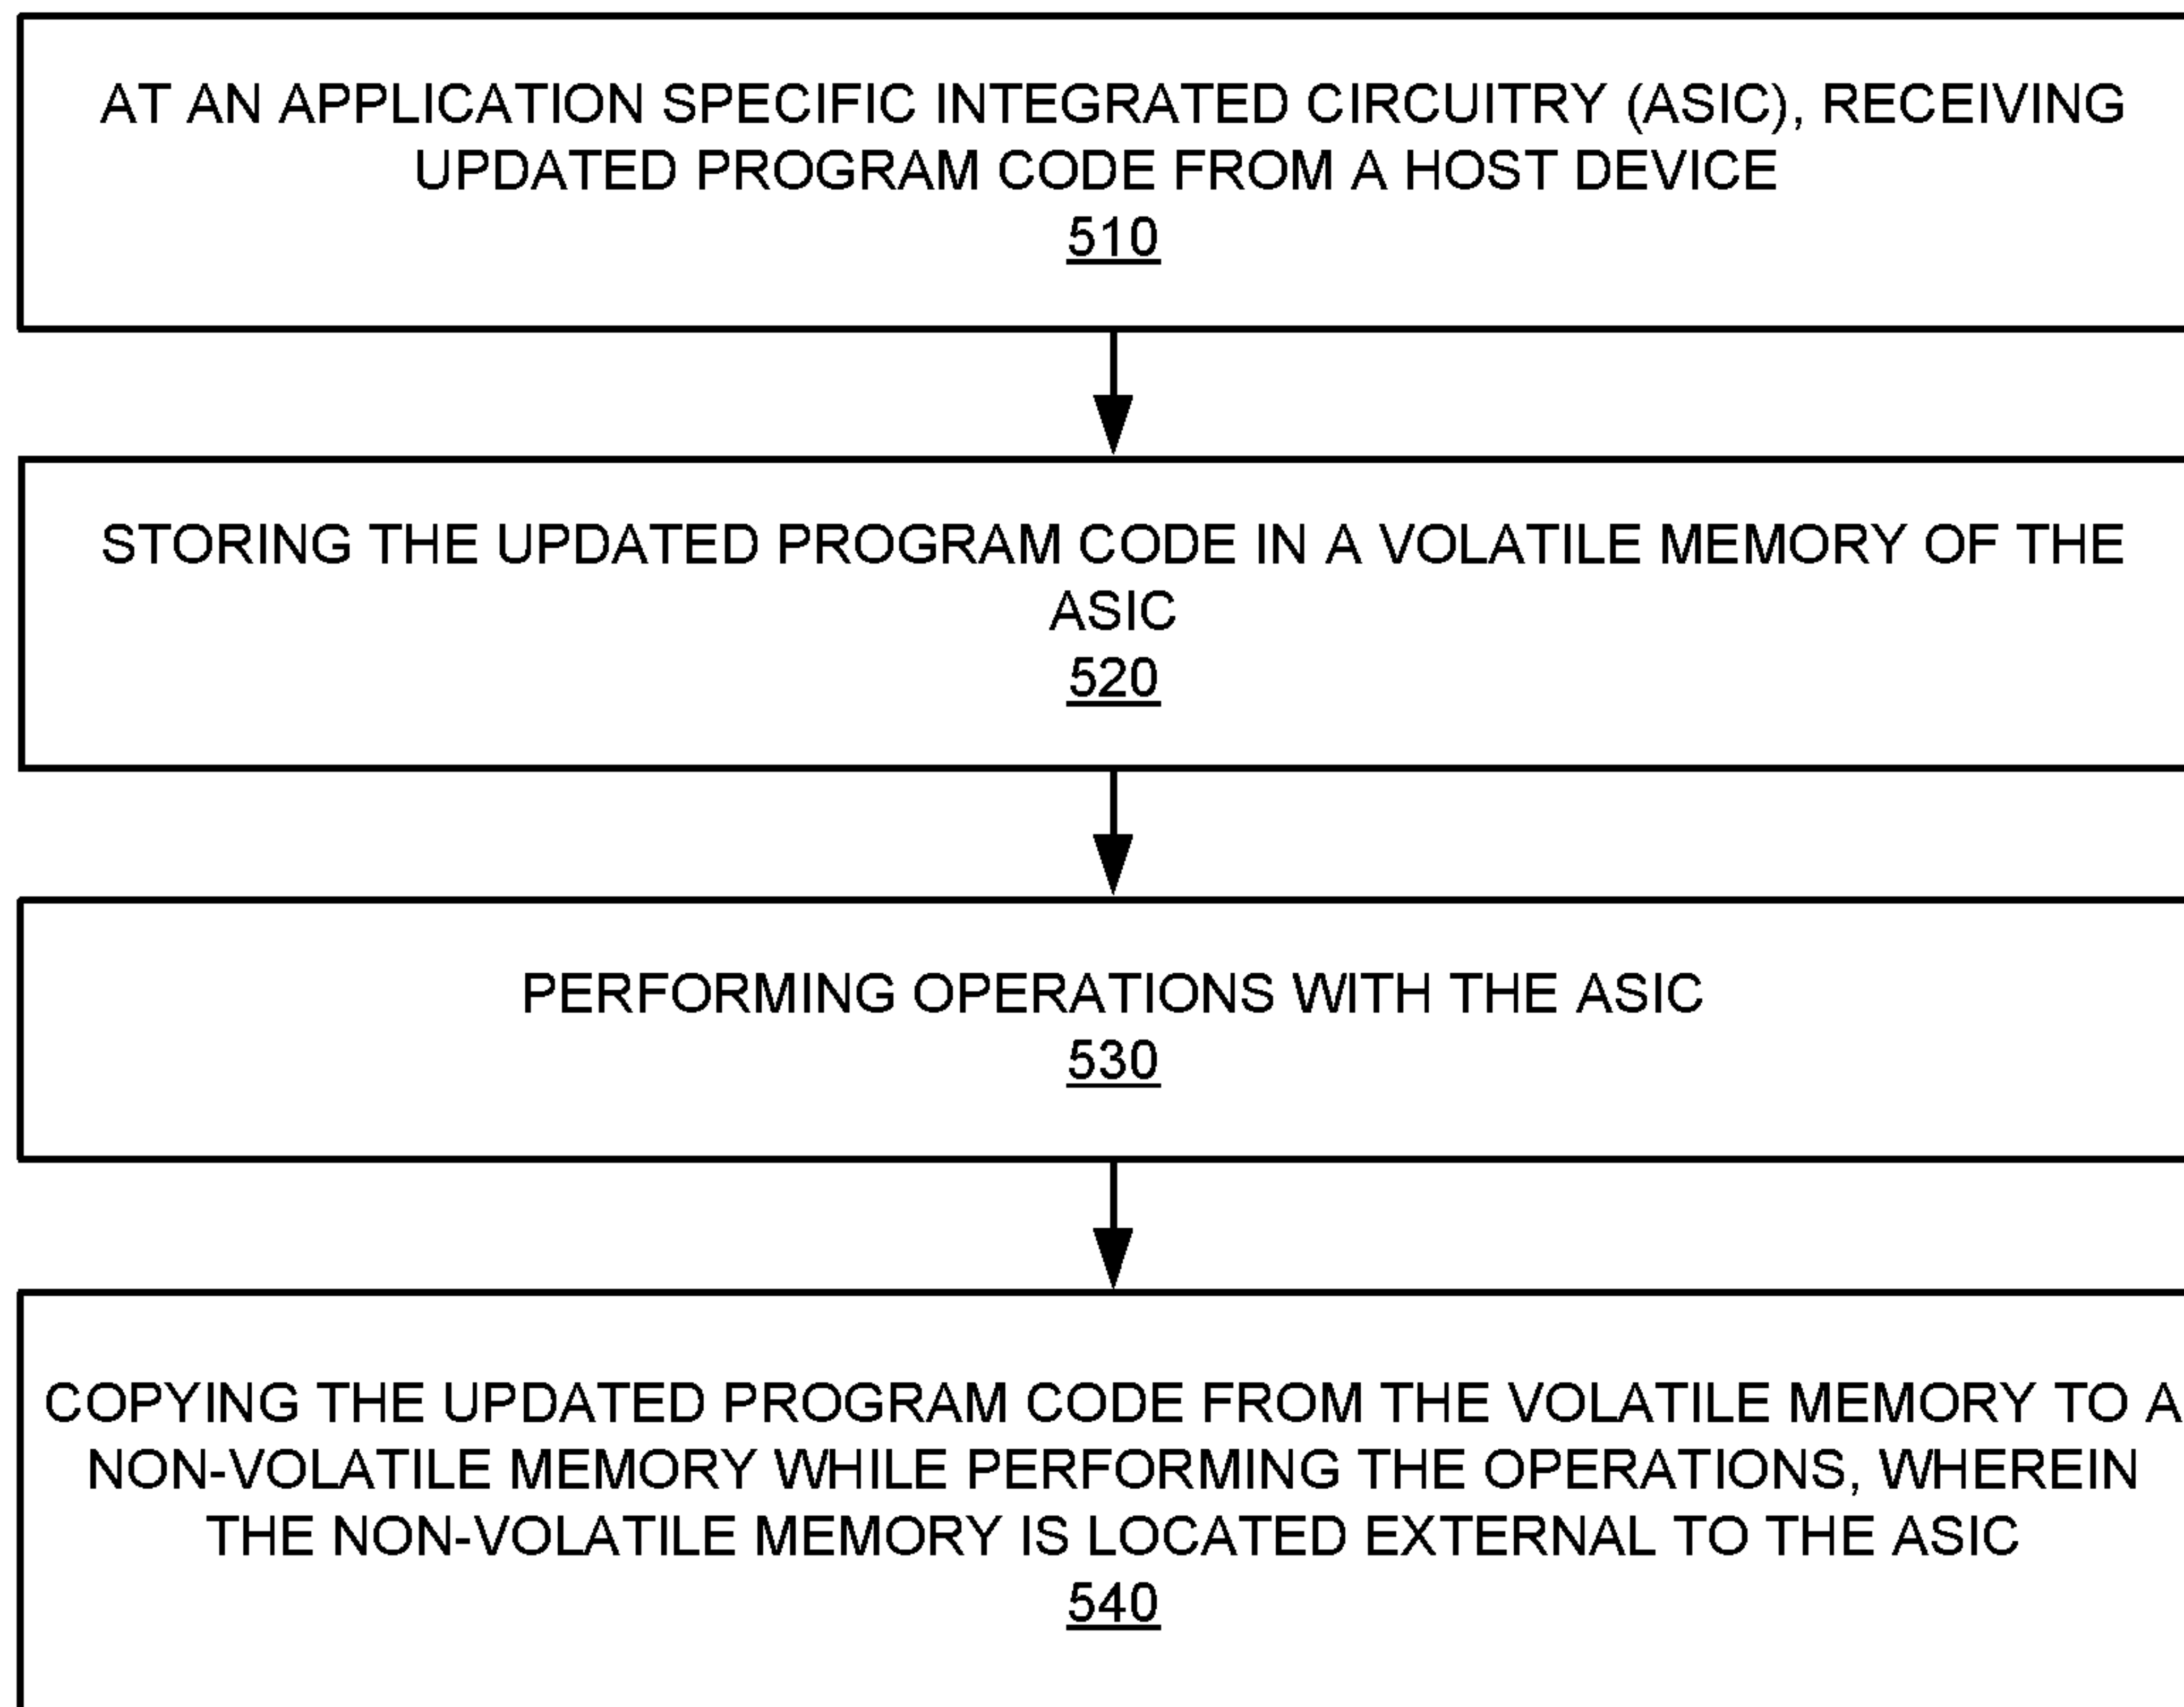 AT AN APPLICATION SPECIFIC INTEGRATED CIRCUITRY (ASIC), RECEIVING
UPDATED PROGRAM CODE FROM A HOST DEVICE
510
STORING THE UPDATED PROGRAM CODE IN A VOLATILE MEMORY OF THE
ASIC
520
PERFORMING OPERATIONS WITH THE ASIC
530
COPYING THE UPDATED PROGRAM CODE FROM THE VOLATILE MEMORY TO A
NON-VOLATILE MEMORY WHILE PERFORMING THE OPERATIONS, WHEREIN
THE NON-VOLATILE MEMORY IS LOCATED EXTERNAL TO THE ASIC
540